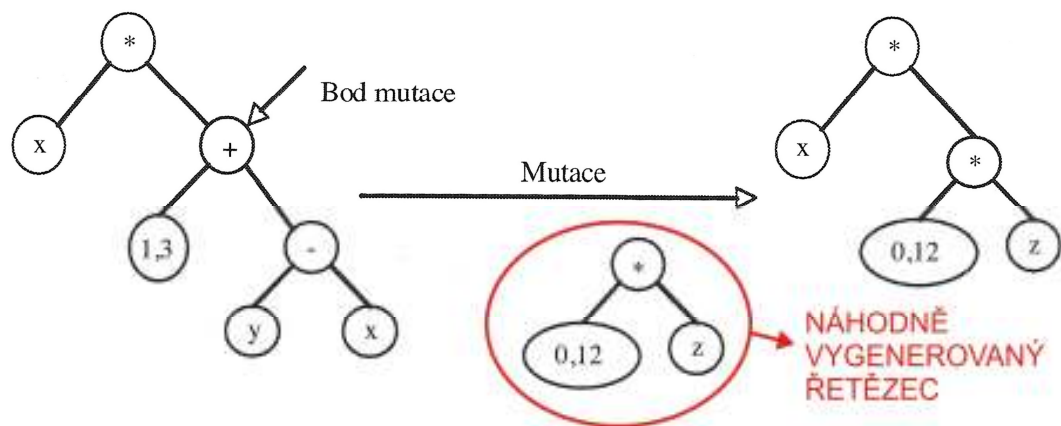 *
x
+
1,3
-
y
x
Bod mutace
Mutace
*
0,12
z
*
x
*
0,12
z
NÁHODNĚ
VYGENEROVANÝ
ŘETĚZEC